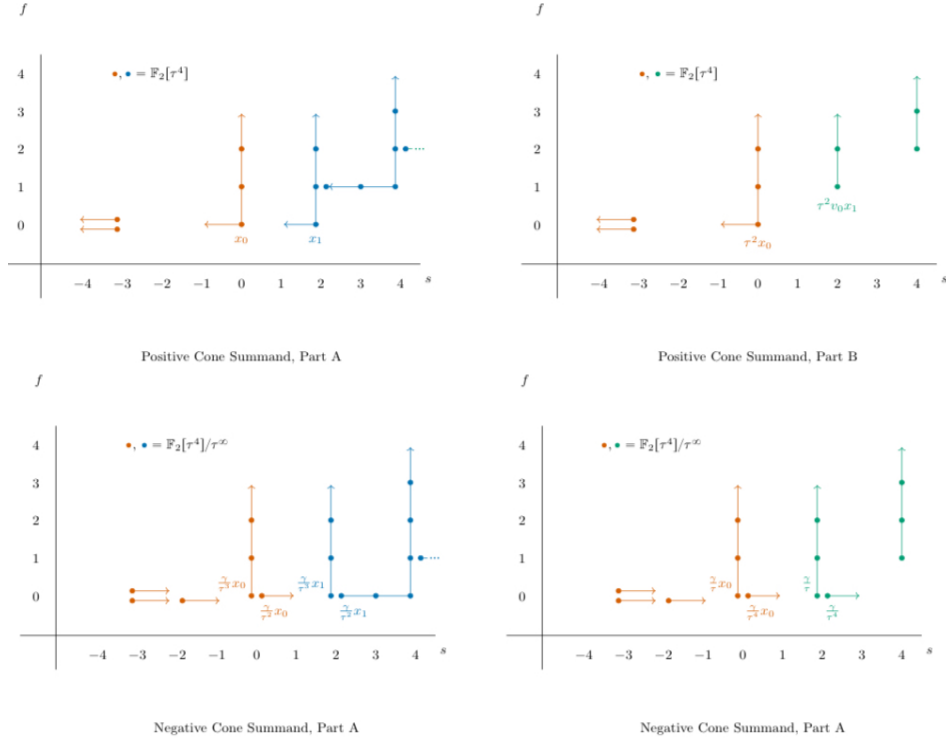 f
4
3
2
1
0
●, ● = 𝔽₂[τ⁴]
x₀
x₁
−4 −3 −2 −1 0 1 2 3 4 s
Positive Cone Summand, Part A
f
4
3
2
1
0
●, ● = 𝔽₂[τ⁴]
τ²x₀
τ²v₀x₁
−4 −3 −2 −1 0 1 2 3 4 s
Positive Cone Summand, Part B
f
4
3
2
1
0
●, ● = 𝔽₂[τ⁴]/τ^∞
γ/τ³ x₀
γ/τ³ x₁
−4 −3 −2 −1 0 1 2 3 4 s
Negative Cone Summand, Part A
f
4
3
2
1
0
●, ● = 𝔽₂[τ⁴]/τ^∞
γ/τ x₀
γ/τ
γ/τ⁴ x₀
γ/τ⁴
−4 −3 −2 −1 0 1 2 3 4 s
Negative Cone Summand, Part A